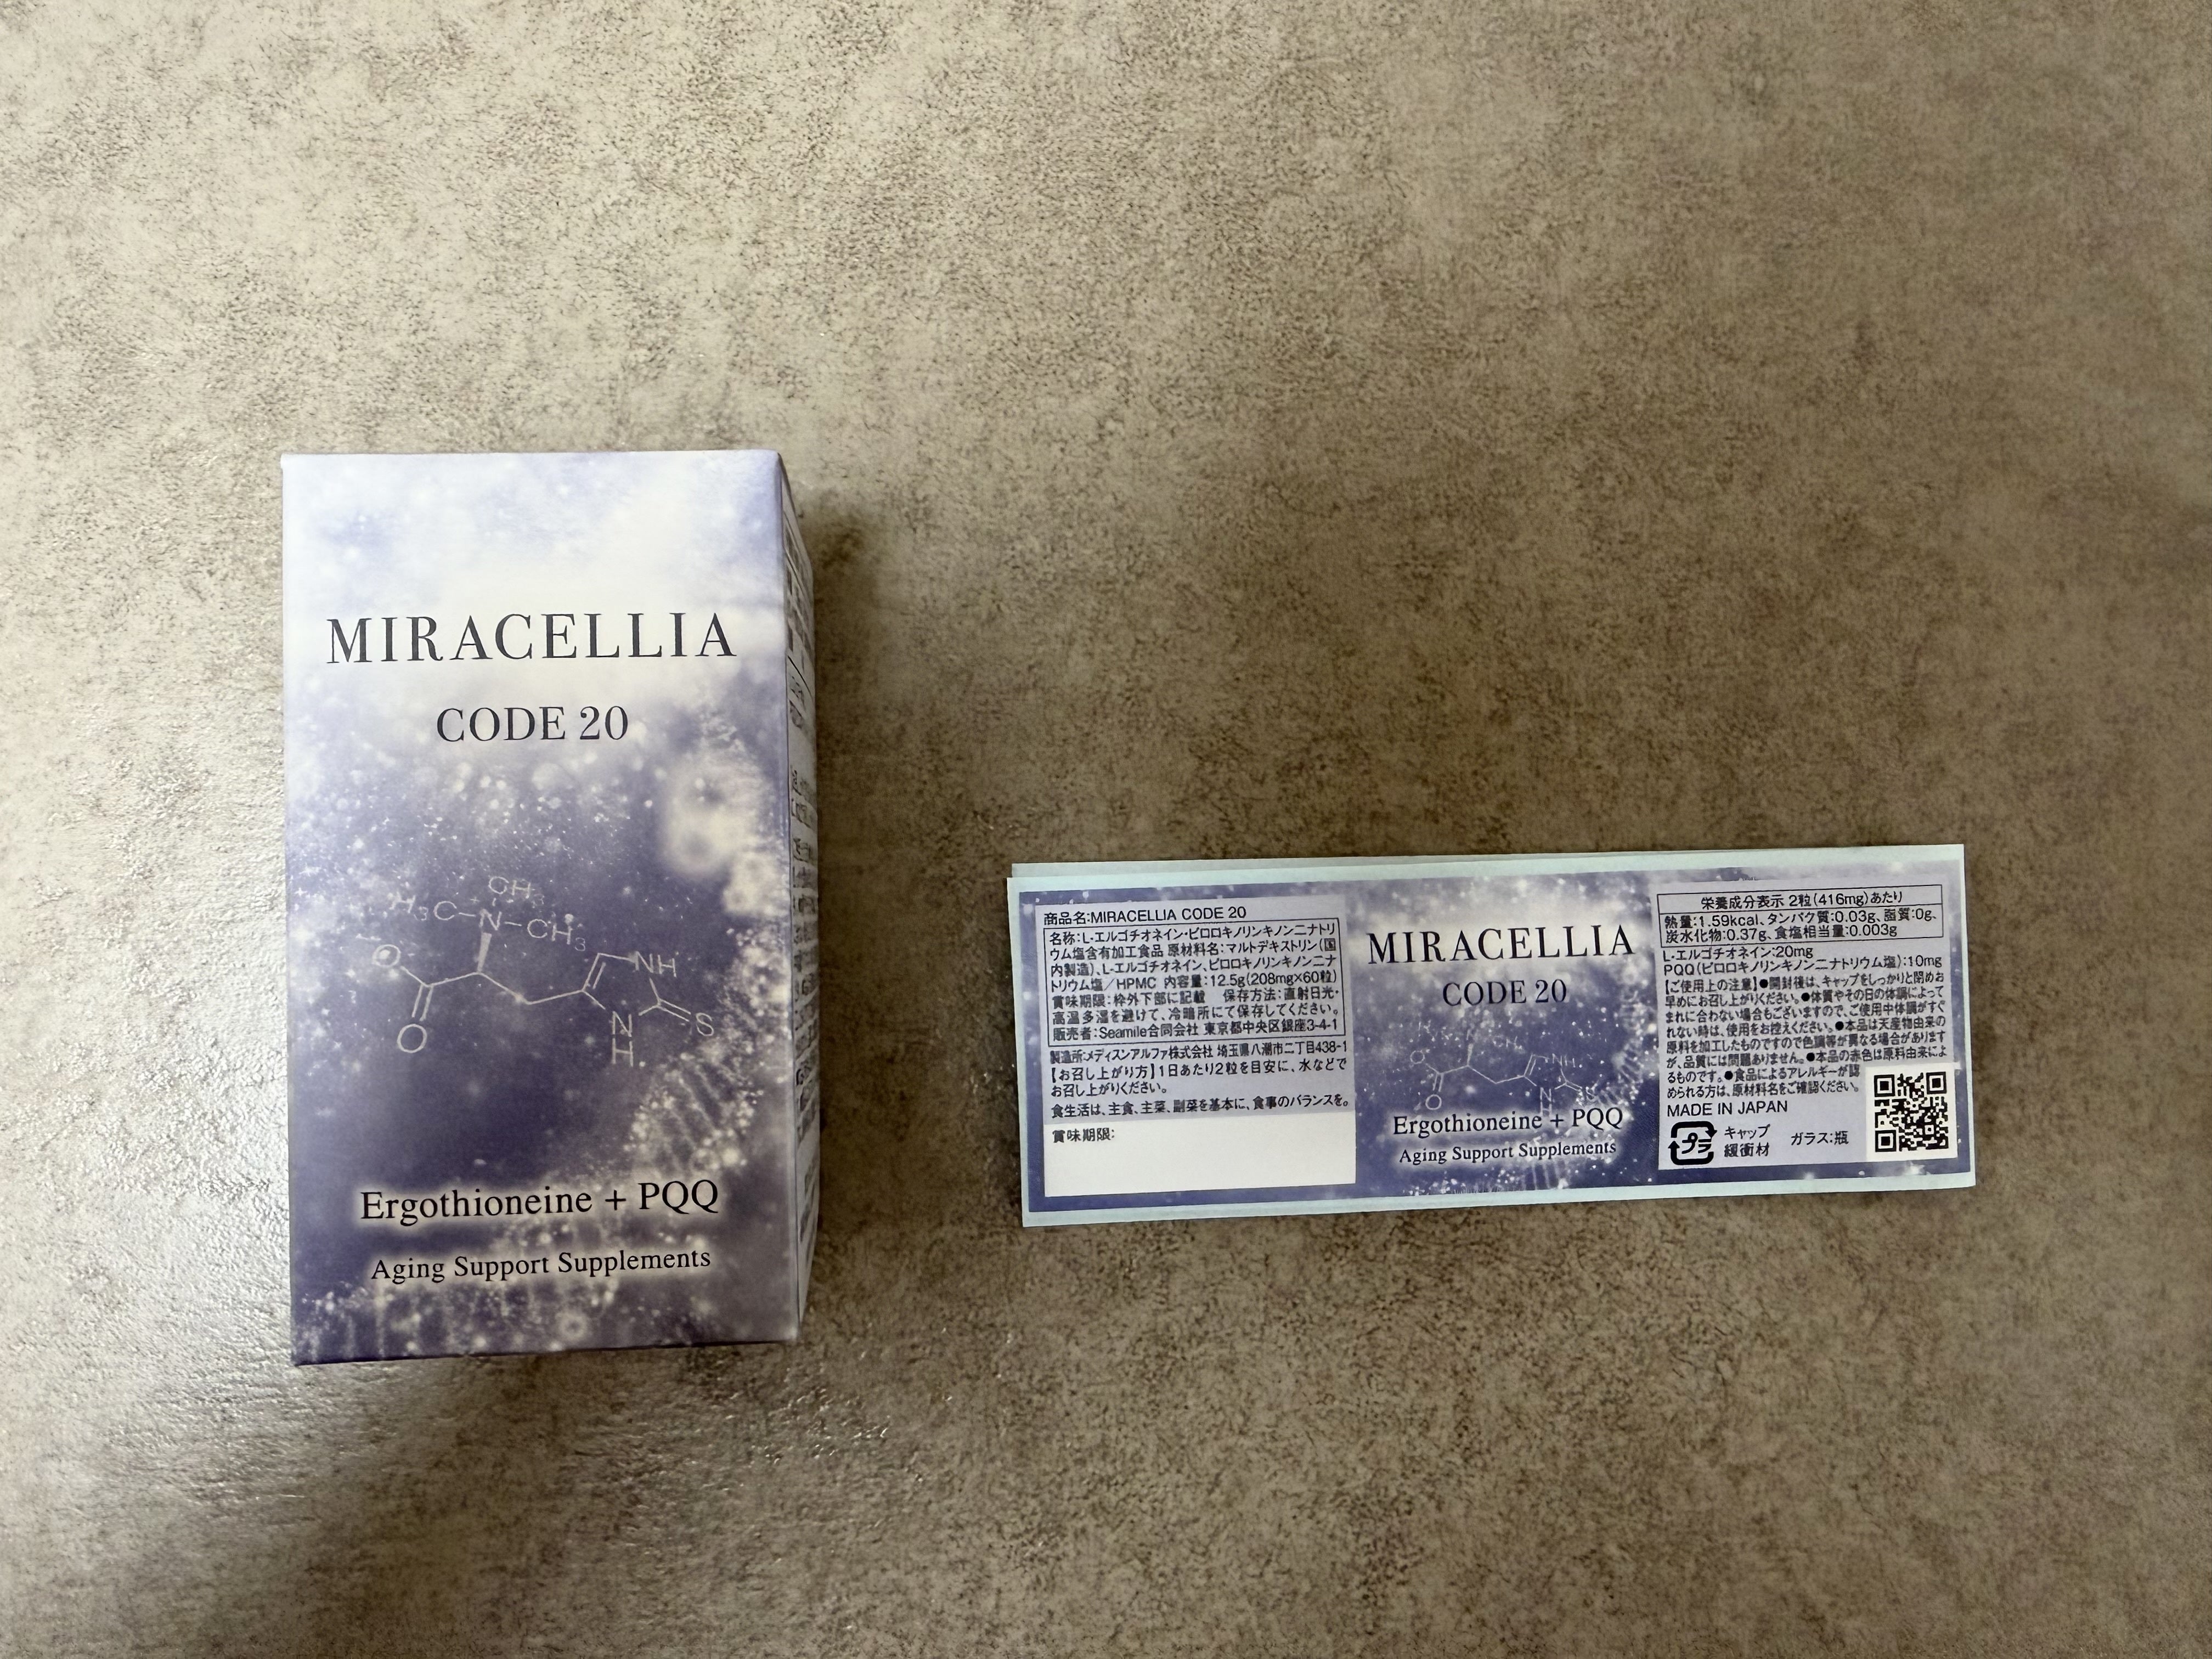 MIRACELLIA
CODE 20
CH₃
H₃C-N-CH₃
NH
O
O
N
H
S
Ergothioneine + PQQ
Aging Support Supplements
商品名:MIRACELLIA CODE 20
名称:L-エルゴチオネイン・ピロロキノリンキノン二ナトリ
ウム塩含有加工食品 原材料名:マルトデキストリン(国
内製造)、L-エルゴチオネイン、ピロロキノリンキノン二ナ
トリウム塩/HPMC 内容量:12.5g(208mg×60粒)
賞味期限:枠外下部に記載 保存方法:直射日光・
高温多湿を避けて、冷暗所にて保存してください。
販売者:Seamile合同会社 東京都中央区銀座3-4-1
製造所:メディスンアルファ株式会社 埼玉県八潮市二丁目438-1
【お召し上がり方】1日あたり2粒を目安に、水などで
お召し上がりください。
食生活は、主食、主菜、副菜を基本に、食事のバランスを。
賞味期限:
MIRACELLIA
CODE 20
Ergothioneine + PQQ
Aging Support Supplements
栄養成分表示 2粒(416mg)あたり
熱量:1.59kcal、タンパク質:0.03g、脂質:0g、
炭水化物:0.37g、食塩相当量:0.003g
L-エルゴチオネイン:20mg
PQQ(ピロロキノリンキノン二ナトリウム塩):10mg
【ご使用上の注意】●開封後は、キャップをしっかりと閉めお
早めにお召し上がりください。●体質やその日の体調によって
まれに合わない場合もございますので、ご使用中体調がすぐ
れない時は、使用をお控えください。●本品は天産物由来の
原料を加工したものですので色調等が異なる場合があります
が、品質には問題ありません。●本品の赤色は原料由来によ
るものです。●食品によるアレルギーが認
められる方は、原材料名をご確認ください。
MADE IN JAPAN
プラ
キャップ
緩衝材
ガラス:瓶